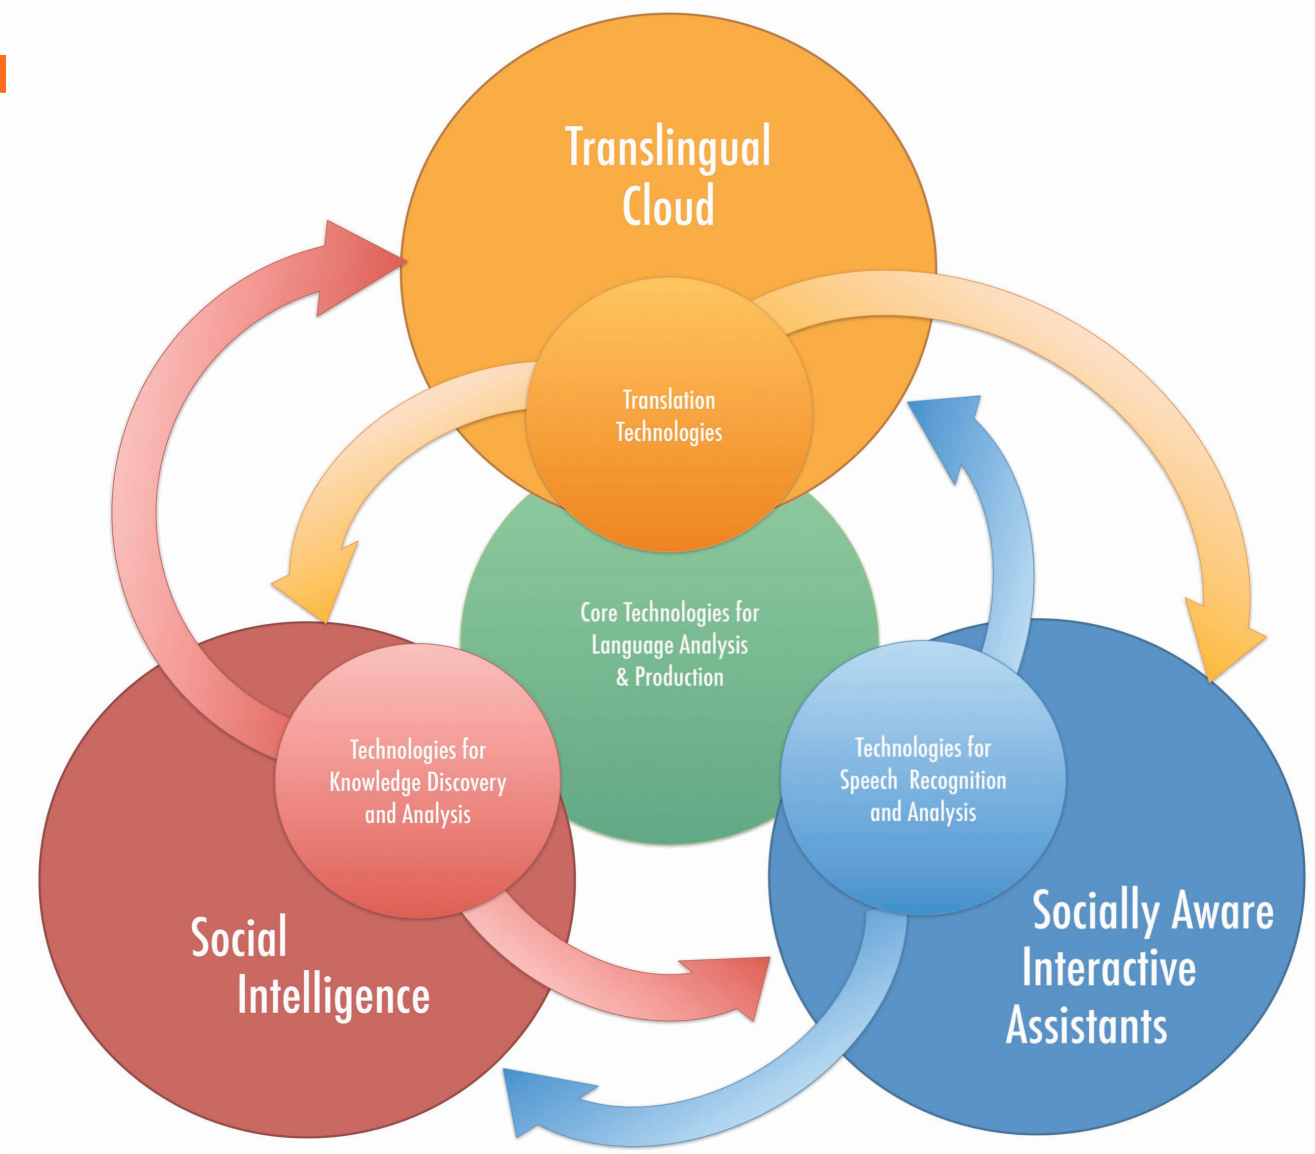 Translingual
Cloud
Translation
Technologies
Core Technologies for
Language Analysis
& Production
Technologies for
Knowledge Discovery
and Analysis
Technologies for
Speech Recognition
and Analysis
Social
Intelligence
Socially Aware
Interactive
Assistants